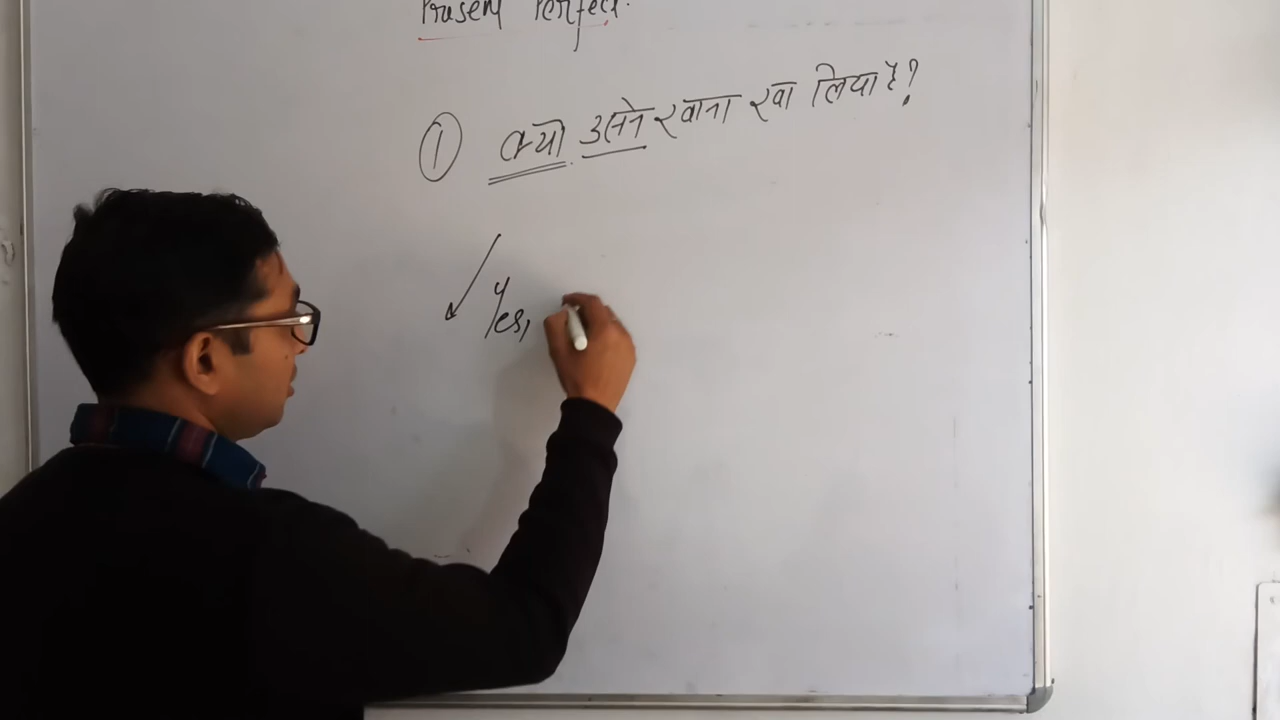 Present Perfect.
① क्यो उसने खाना खा लिया है?
Yes,